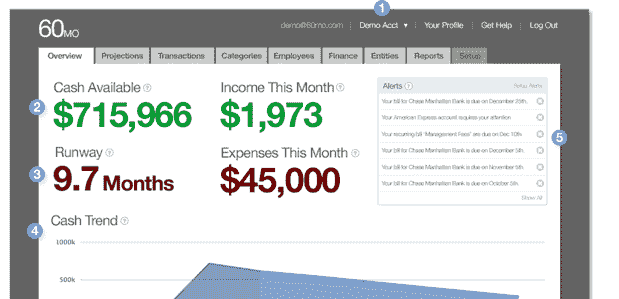 1
60MO
demo@60mo.com Demo Acct ▼ Your Profile Get Help Log Out
Overview Projections Transactions Categories Employees Finance Entities Reports Setup
Cash Available ?
Income This Month ?
2
$715,966
$1,973
Runway ?
Expenses This Month ?
3
9.7 Months
$45,000
Alerts ? Setup Alerts
Your bill for Chase Manhattan Bank is due on December 25th.
Your American Express account requires your attention
Your recurring bill "Management Fees" are due on Dec 10th.
5
Your bill for Chase Manhattan Bank is due on December 5th.
Your bill for Chase Manhattan Bank is due on November 5th.
Your bill for Chase Manhattan Bank is due on October 5th.
Show All
Cash Trend ?
4
1000k
500k